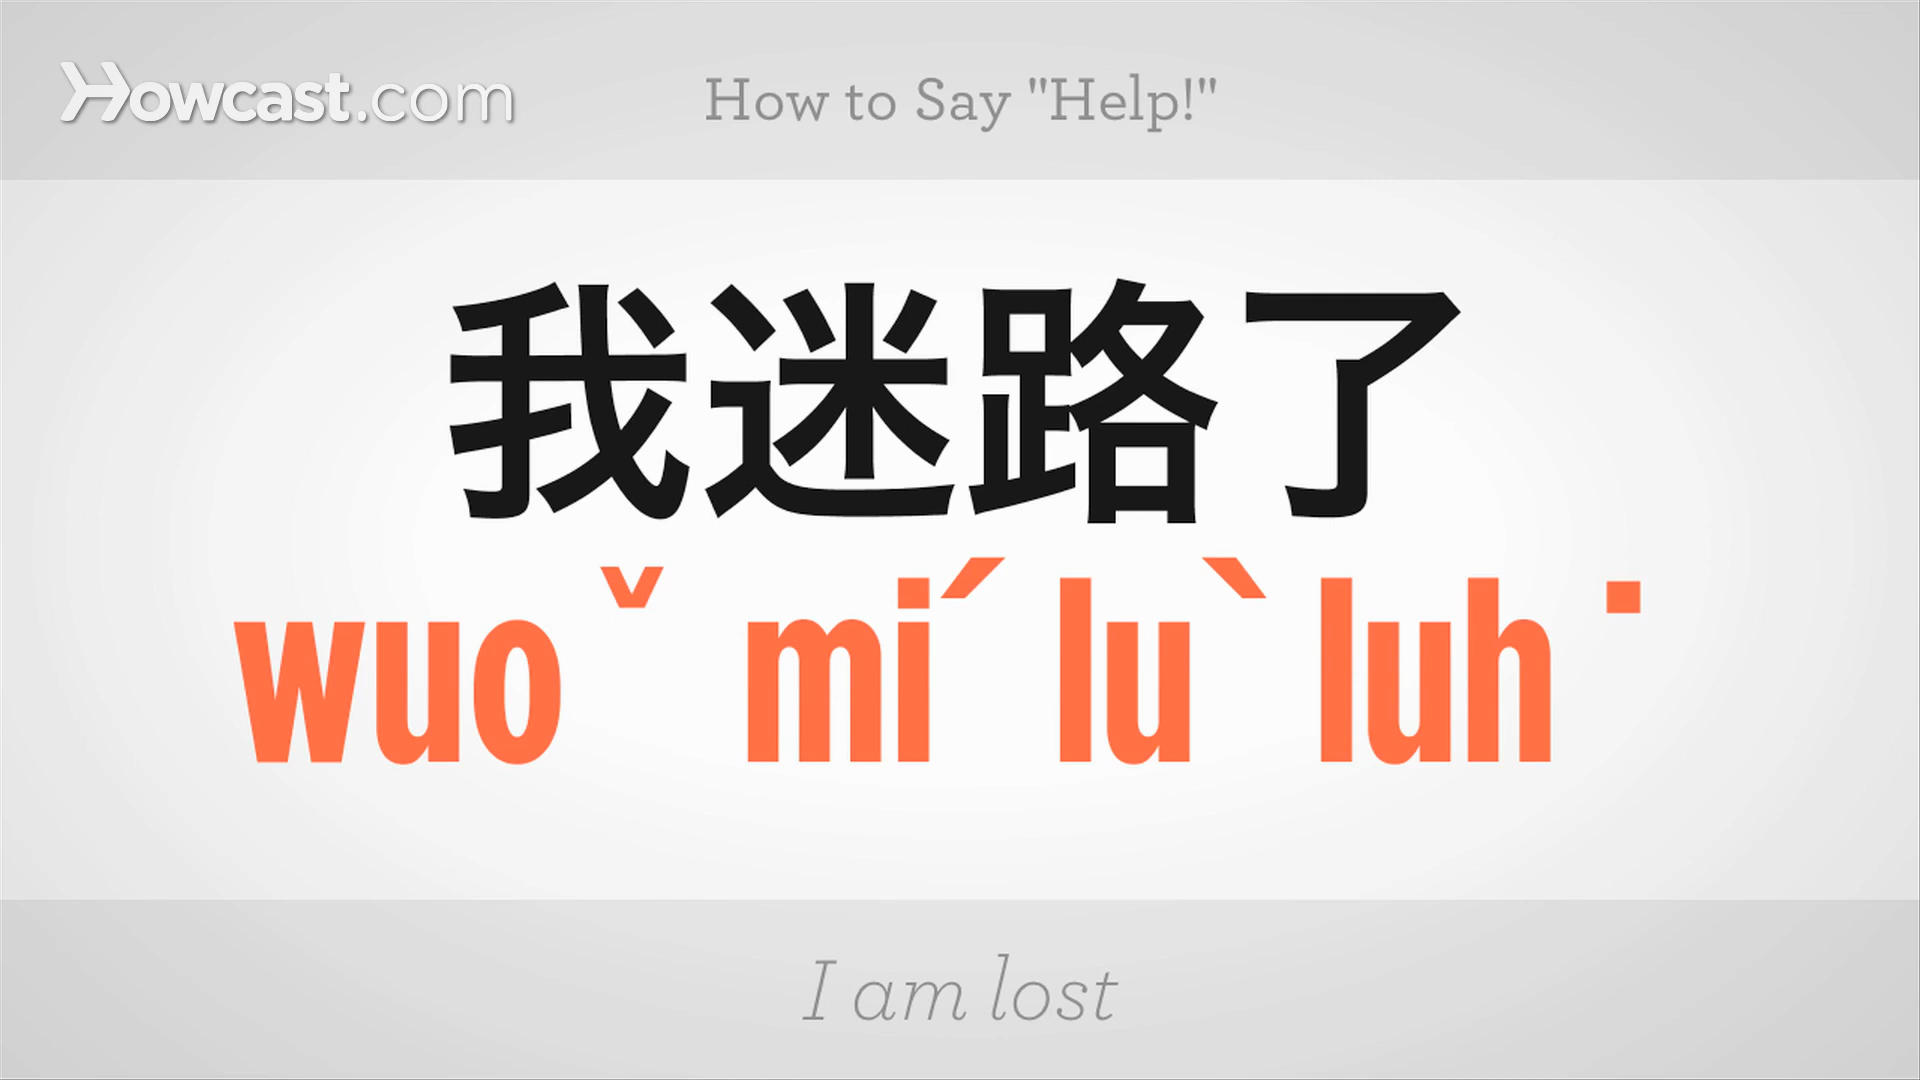 Howcast.com
How to Say "Help!"
我迷路了
wuoˇ mi´ lu` luh ˙
I am lost